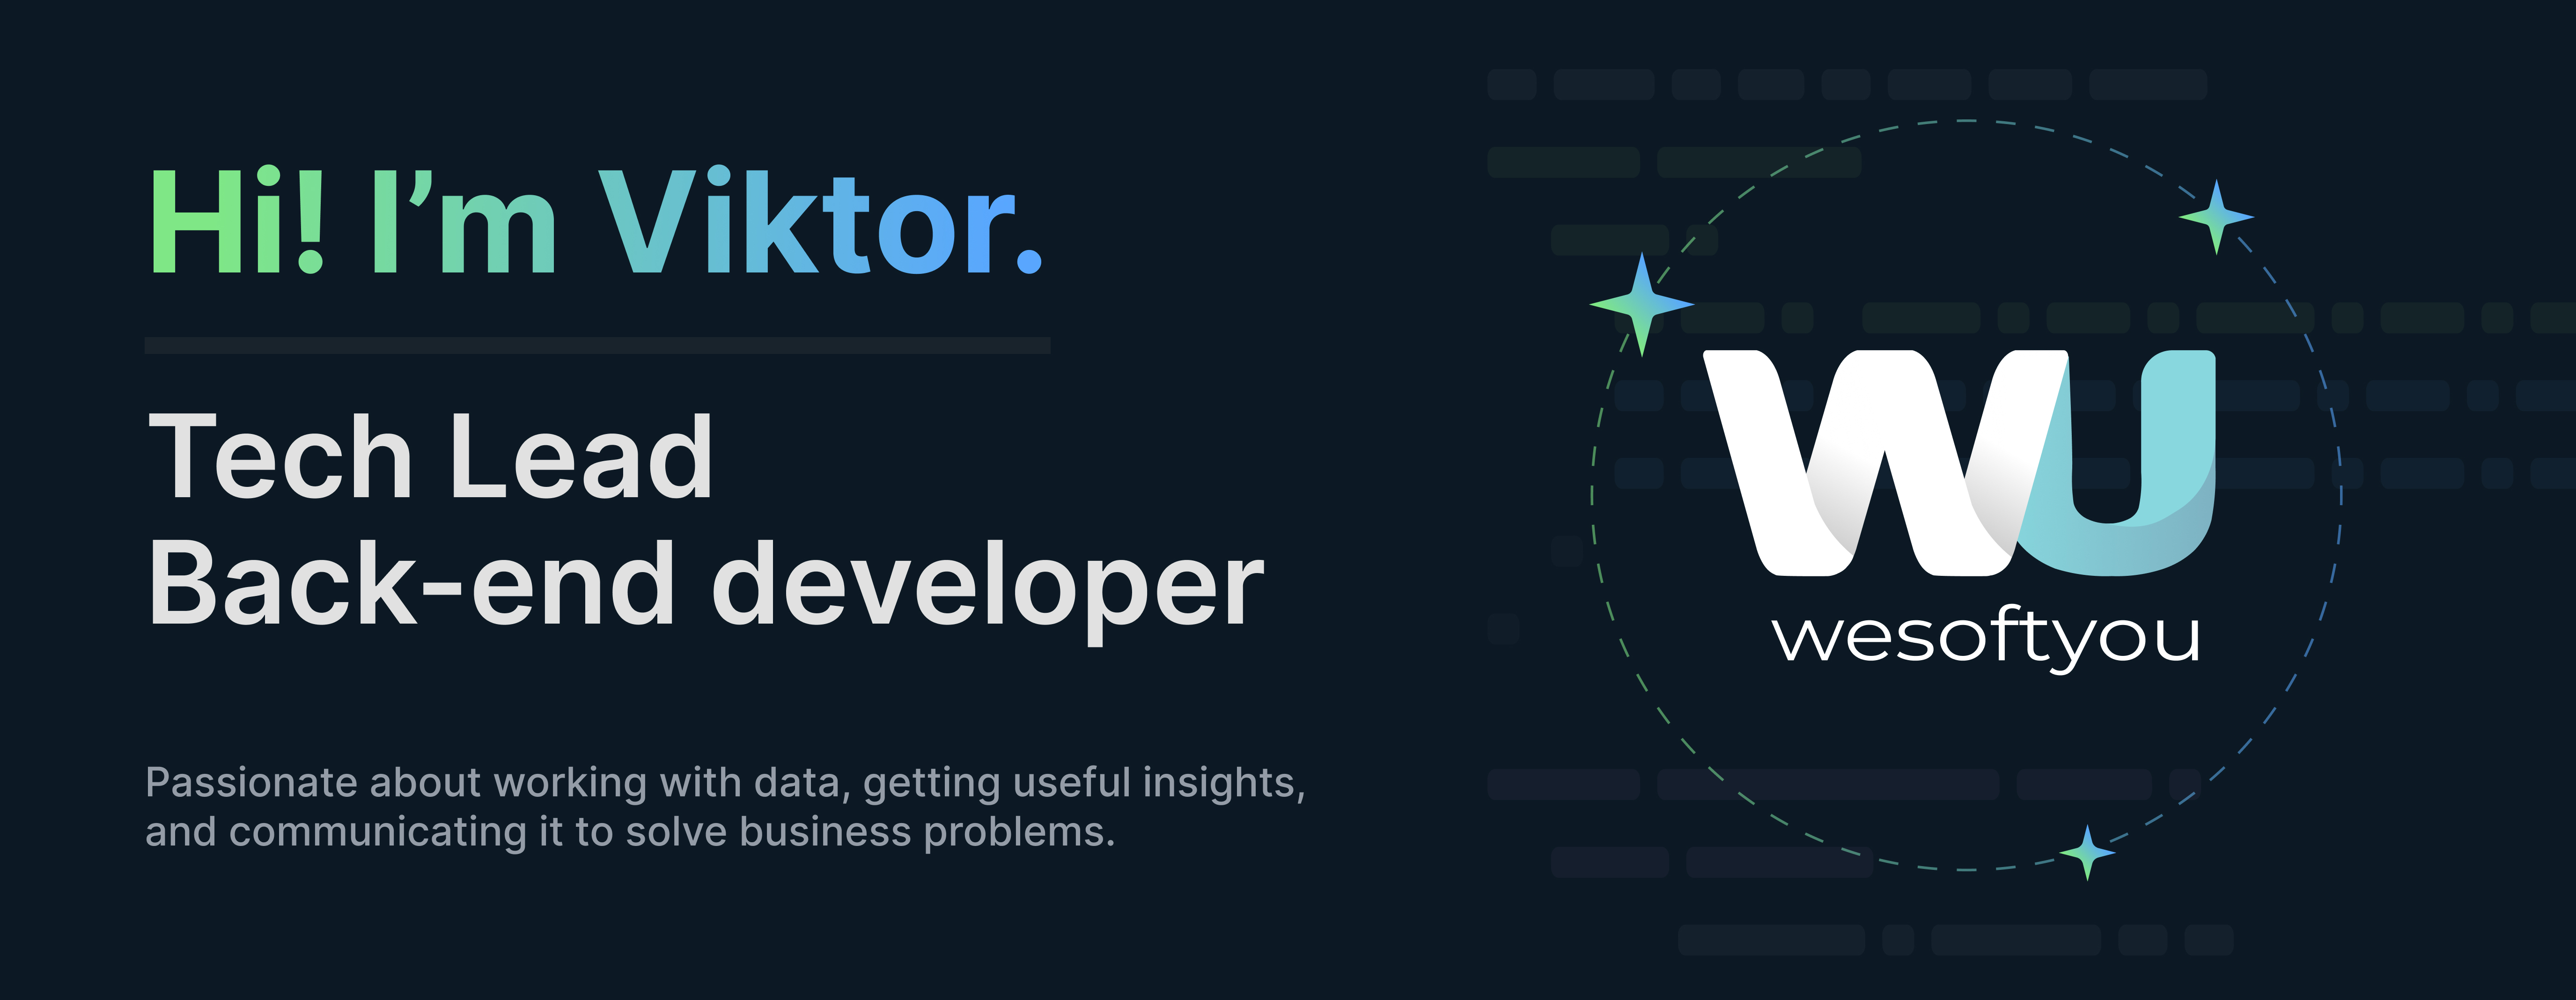 Hi! I’m Viktor.
Tech Lead
Back-end developer
Passionate about working with data, getting useful insights,
and communicating it to solve business problems.
WU
wesoftyou